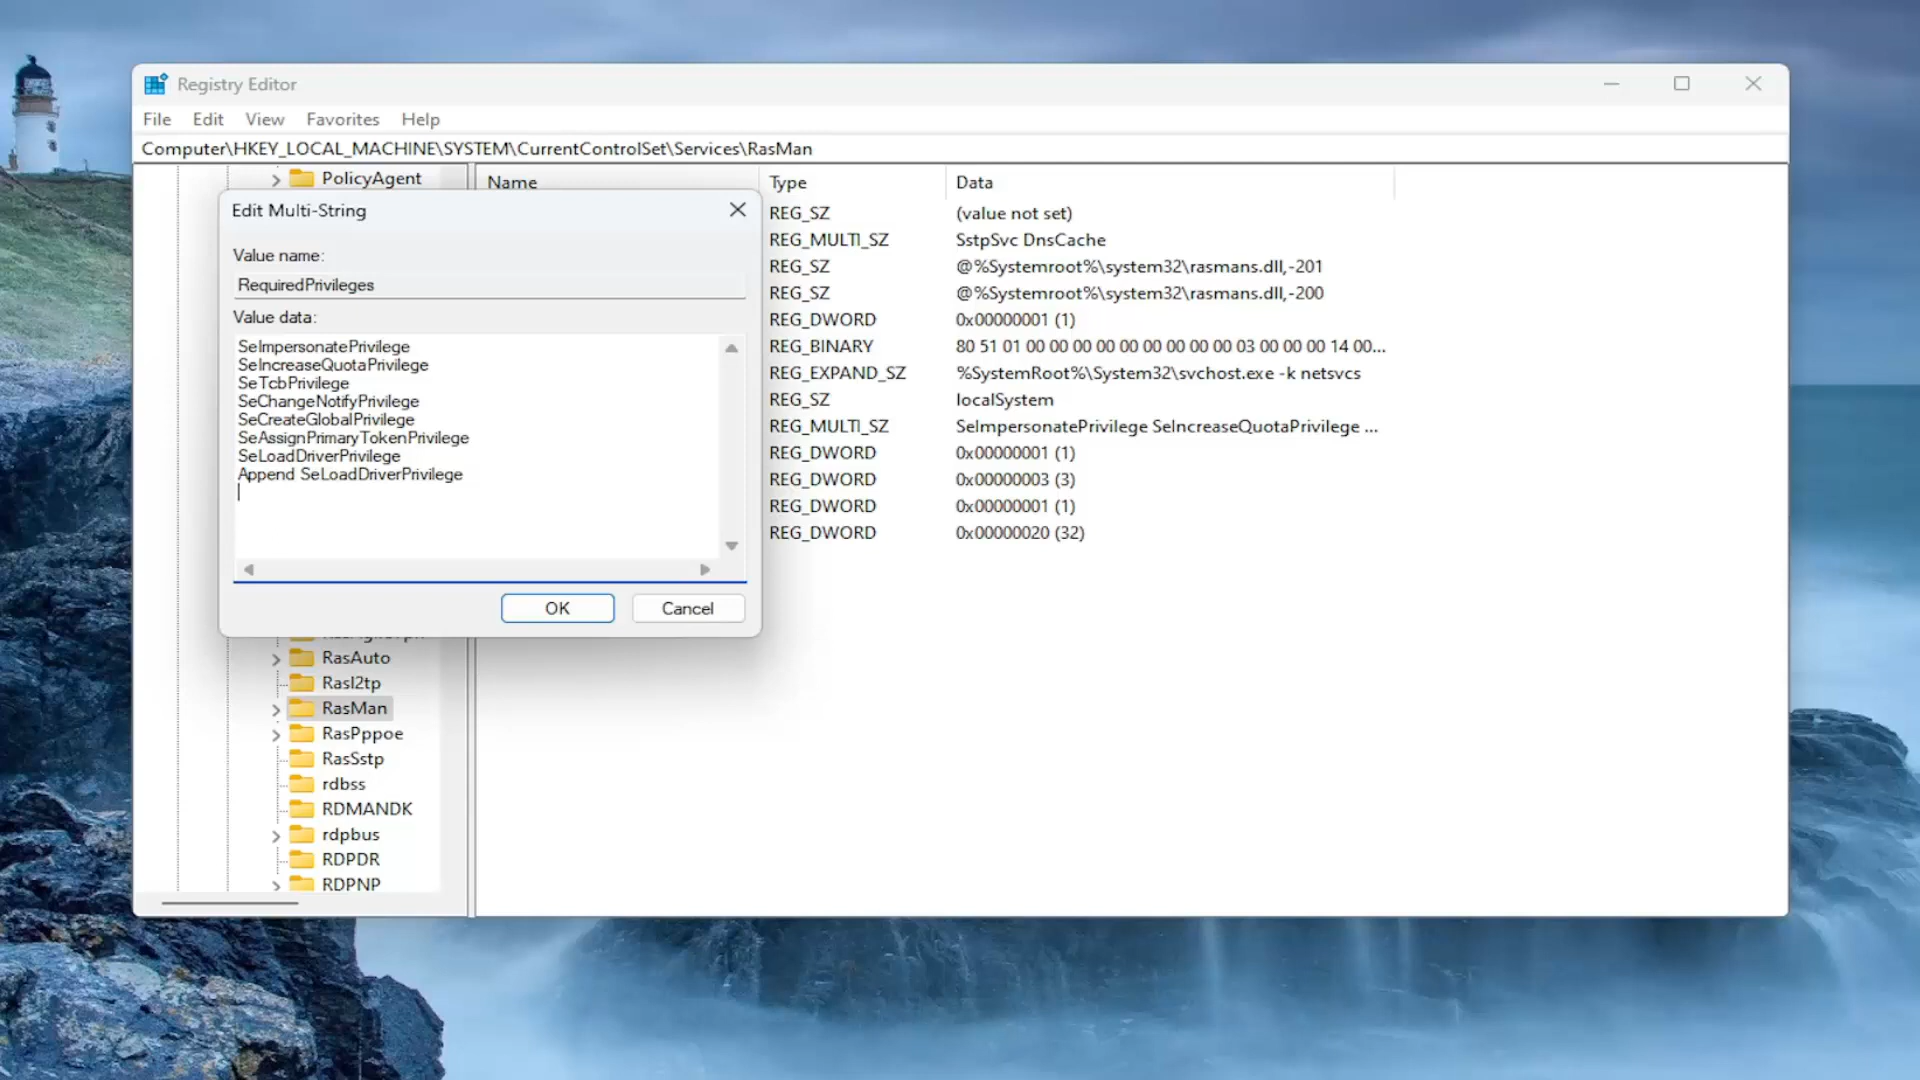 Registry Editor
File Edit View Favorites Help
Computer\HKEY_LOCAL_MACHINE\SYSTEM\CurrentControlSet\Services\RasMan
PolicyAgent
Edit Multi-String
Value name:
RequiredPrivileges
Value data:
SeImpersonatePrivilege
SeIncreaseQuotaPrivilege
SeTcbPrivilege
SeChangeNotifyPrivilege
SeCreateGlobalPrivilege
SeAssignPrimaryTokenPrivilege
SeLoadDriverPrivilege
Append SeLoadDriverPrivilege
OK Cancel
RasAuto
Rasl2tp
RasMan
RasPppoe
RasSstp
rdbss
RDMANDK
rdpbus
RDPDR
RDPNP
Name Type Data
REG_SZ (value not set)
REG_MULTI_SZ SstpSvc DnsCache
REG_SZ @%Systemroot%\system32\rasmans.dll,-201
REG_SZ @%Systemroot%\system32\rasmans.dll,-200
REG_DWORD 0x00000001 (1)
REG_BINARY 80 51 01 00 00 00 00 00 00 00 00 00 03 00 00 00 14 00...
REG_EXPAND_SZ %SystemRoot%\System32\svchost.exe -k netsvcs
REG_SZ localSystem
REG_MULTI_SZ SeImpersonatePrivilege SeIncreaseQuotaPrivilege ...
REG_DWORD 0x00000001 (1)
REG_DWORD 0x00000003 (3)
REG_DWORD 0x00000001 (1)
REG_DWORD 0x00000020 (32)